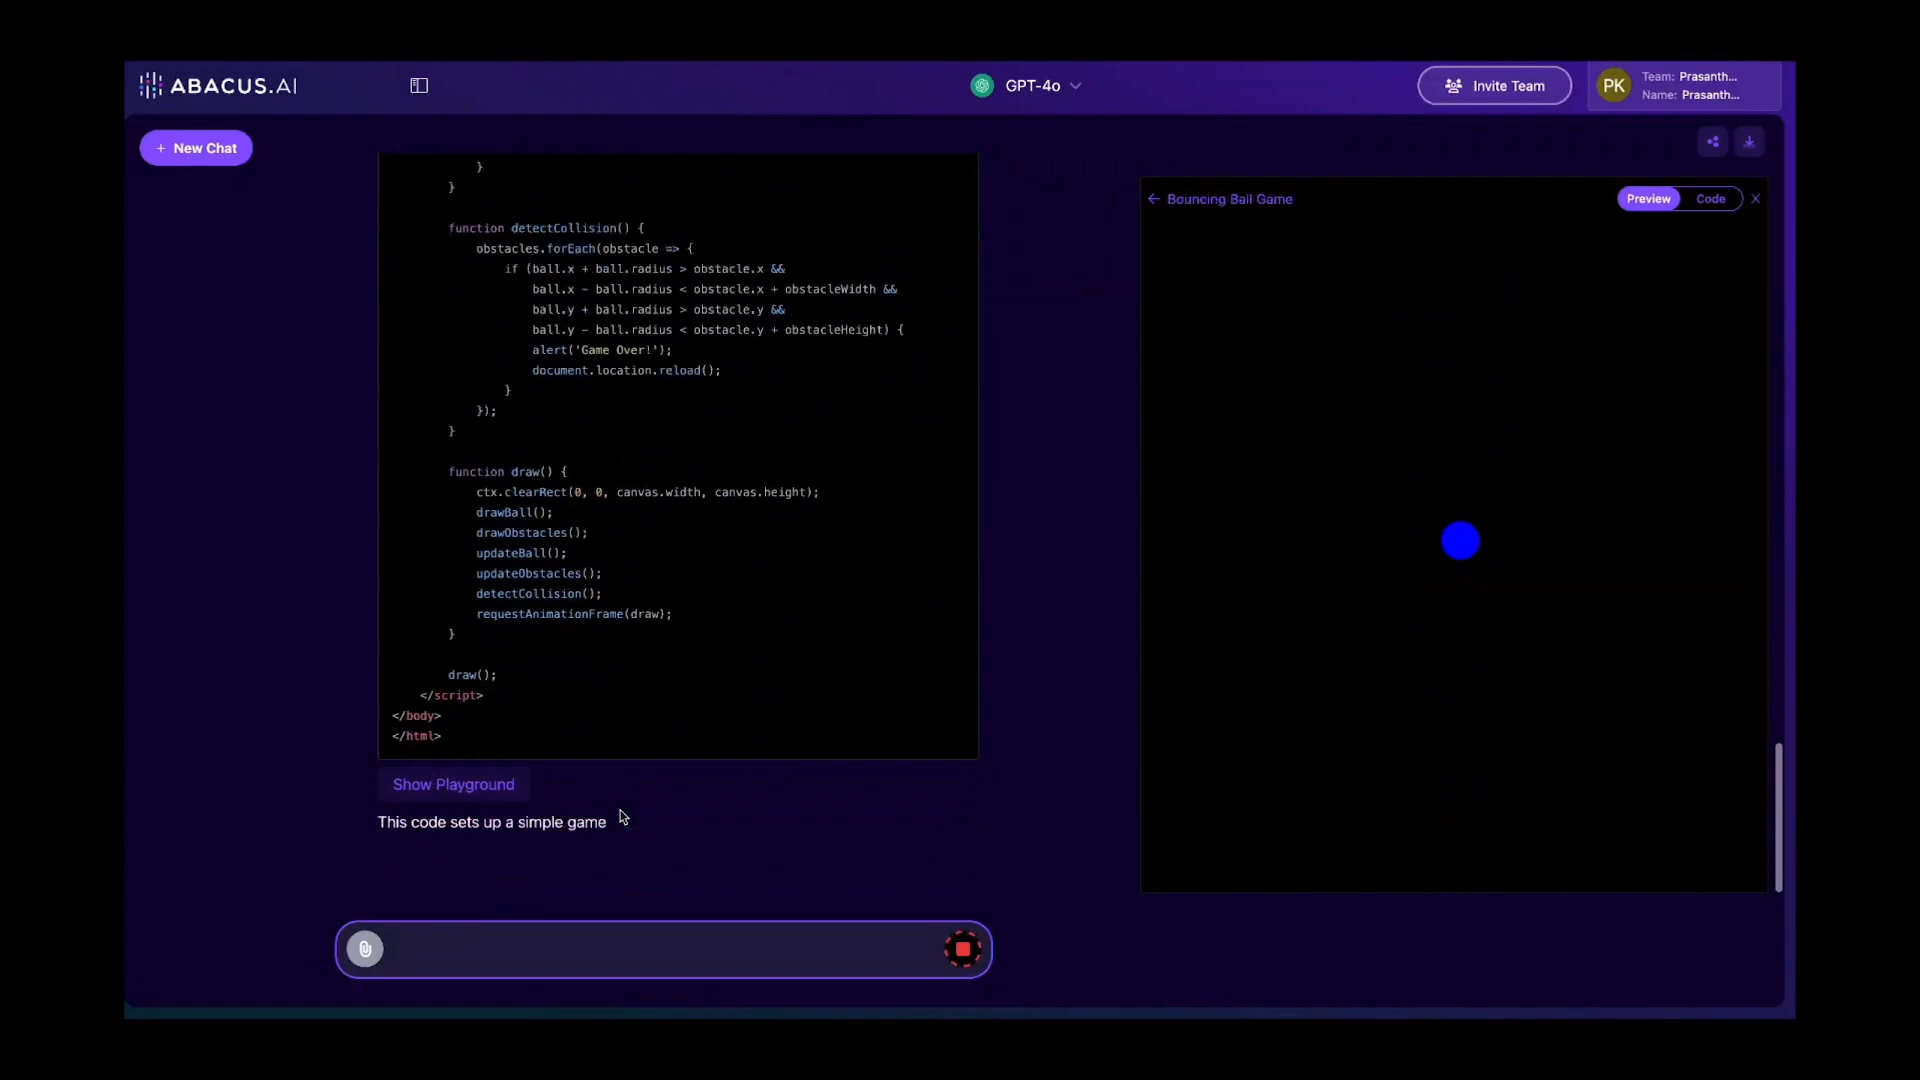 ABACUS.AI
GPT-4o
Invite Team
PK
Team: Prasanth...
Name: Prasanth...
+ New Chat
}
}
function detectCollision() {
obstacles.forEach(obstacle => {
if (ball.x + ball.radius > obstacle.x &&
ball.x - ball.radius < obstacle.x + obstacleWidth &&
ball.y + ball.radius > obstacle.y &&
ball.y - ball.radius < obstacle.y + obstacleHeight) {
alert('Game Over!');
document.location.reload();
}
});
}
function draw() {
ctx.clearRect(0, 0, canvas.width, canvas.height);
drawBall();
drawObstacles();
updateBall();
updateObstacles();
detectCollision();
requestAnimationFrame(draw);
}
draw();
</script>
</body>
</html>
Show Playground
This code sets up a simple game
Bouncing Ball Game
Preview
Code